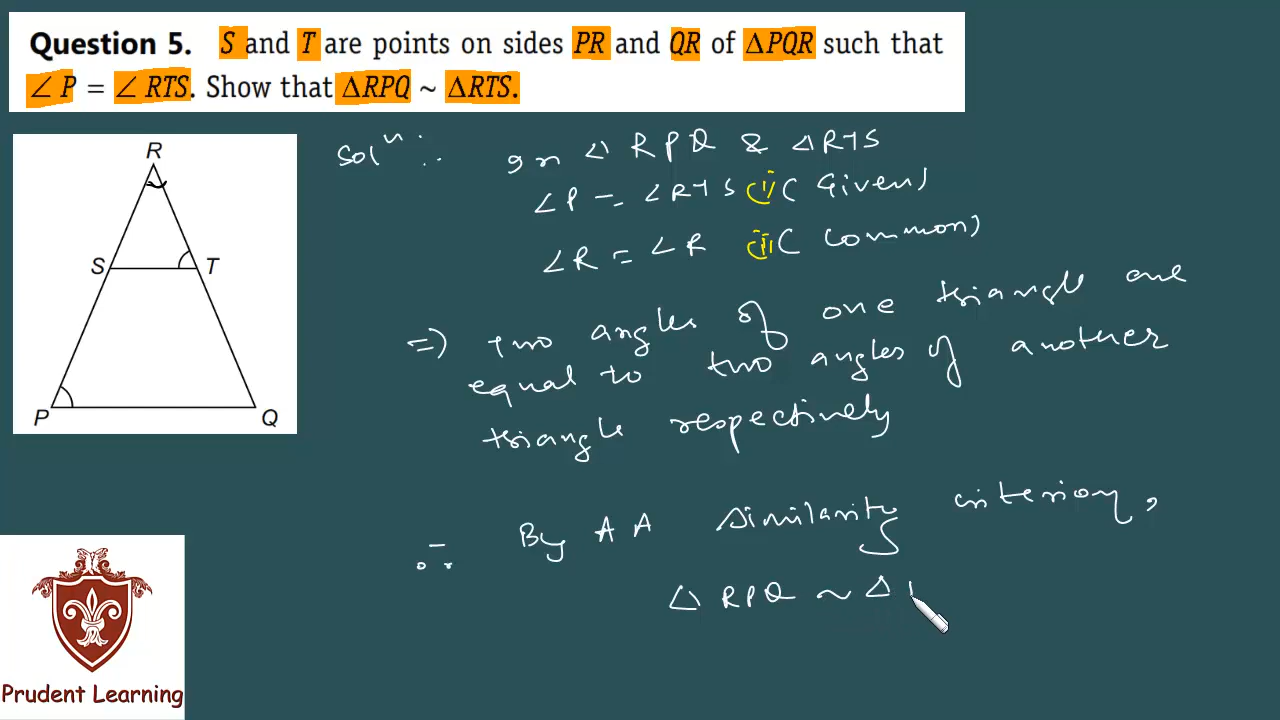 Question 5. S and T are points on sides PR and QR of ΔPQR such that
∠ P = ∠ RTS. Show that ΔRPQ ~ ΔRTS.
R
S
T
P
Q
Solⁿ :
In Δ RPQ & ΔRTS
∠P = ∠RTS (i) (Given)
∠R = ∠R (ii) (common)
=) two angles of one triangle are
equal to two angles of another
triangle respectively
∴ By AA similarity criterion,
Δ RPQ ~ Δ
Prudent Learning